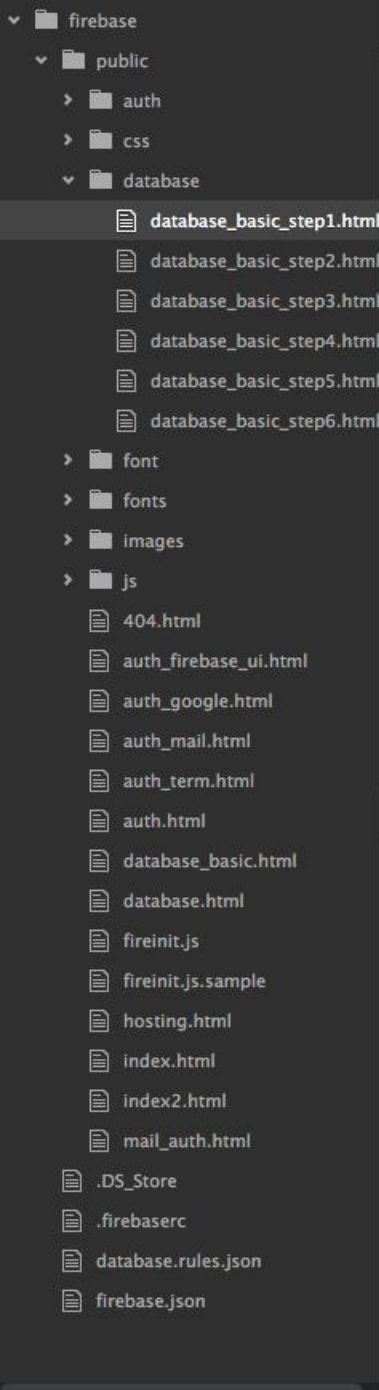 firebase
public
auth
css
database
database_basic_step1.html
database_basic_step2.html
database_basic_step3.html
database_basic_step4.html
database_basic_step5.html
database_basic_step6.html
font
fonts
images
js
404.html
auth_firebase_ui.html
auth_google.html
auth_mail.html
auth_term.html
auth.html
database_basic.html
database.html
fireinit.js
fireinit.js.sample
hosting.html
index.html
index2.html
mail_auth.html
.DS_Store
.firebaserc
database.rules.json
firebase.json